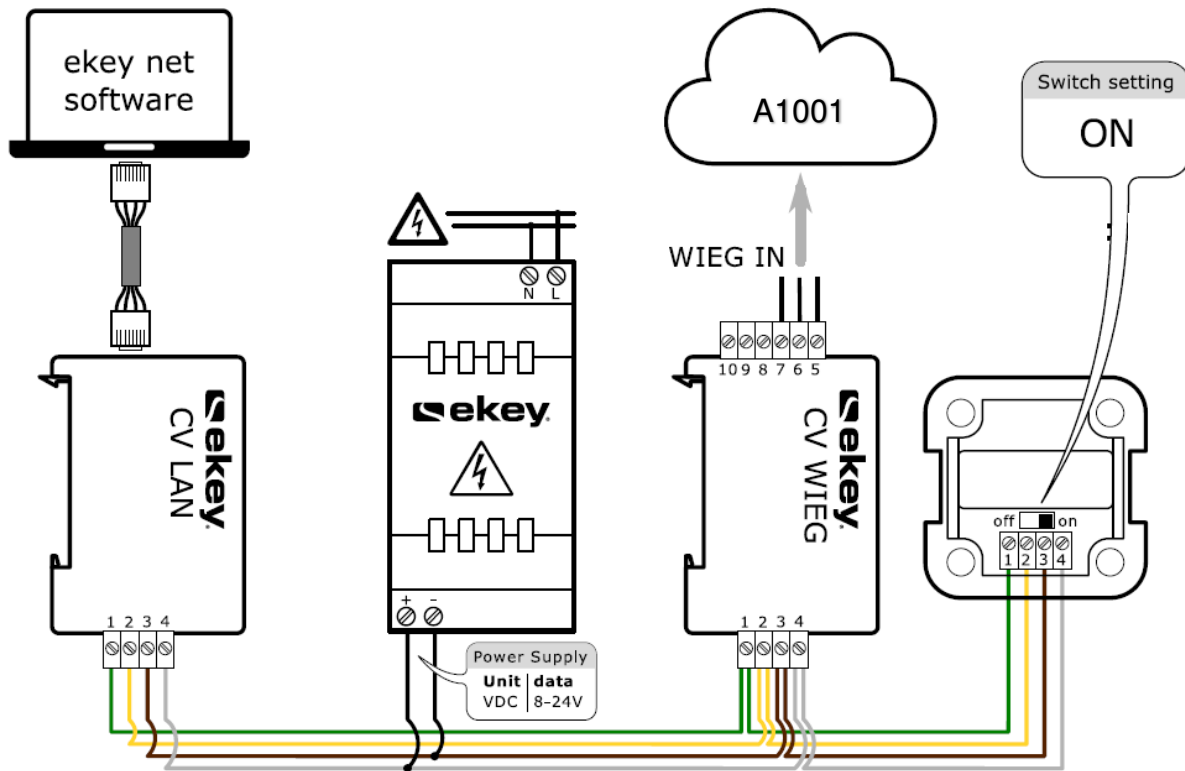 ekey net
software
A1001
Switch setting
ON
WIEG IN
N L
10 9 8 7 6 5
ekey
CV LAN
ekey
ekey
CV WIEG
off on
1 2 3 4
+ -
1 2 3 4
1 2 3 4
Power Supply
Unit data
VDC 8-24V